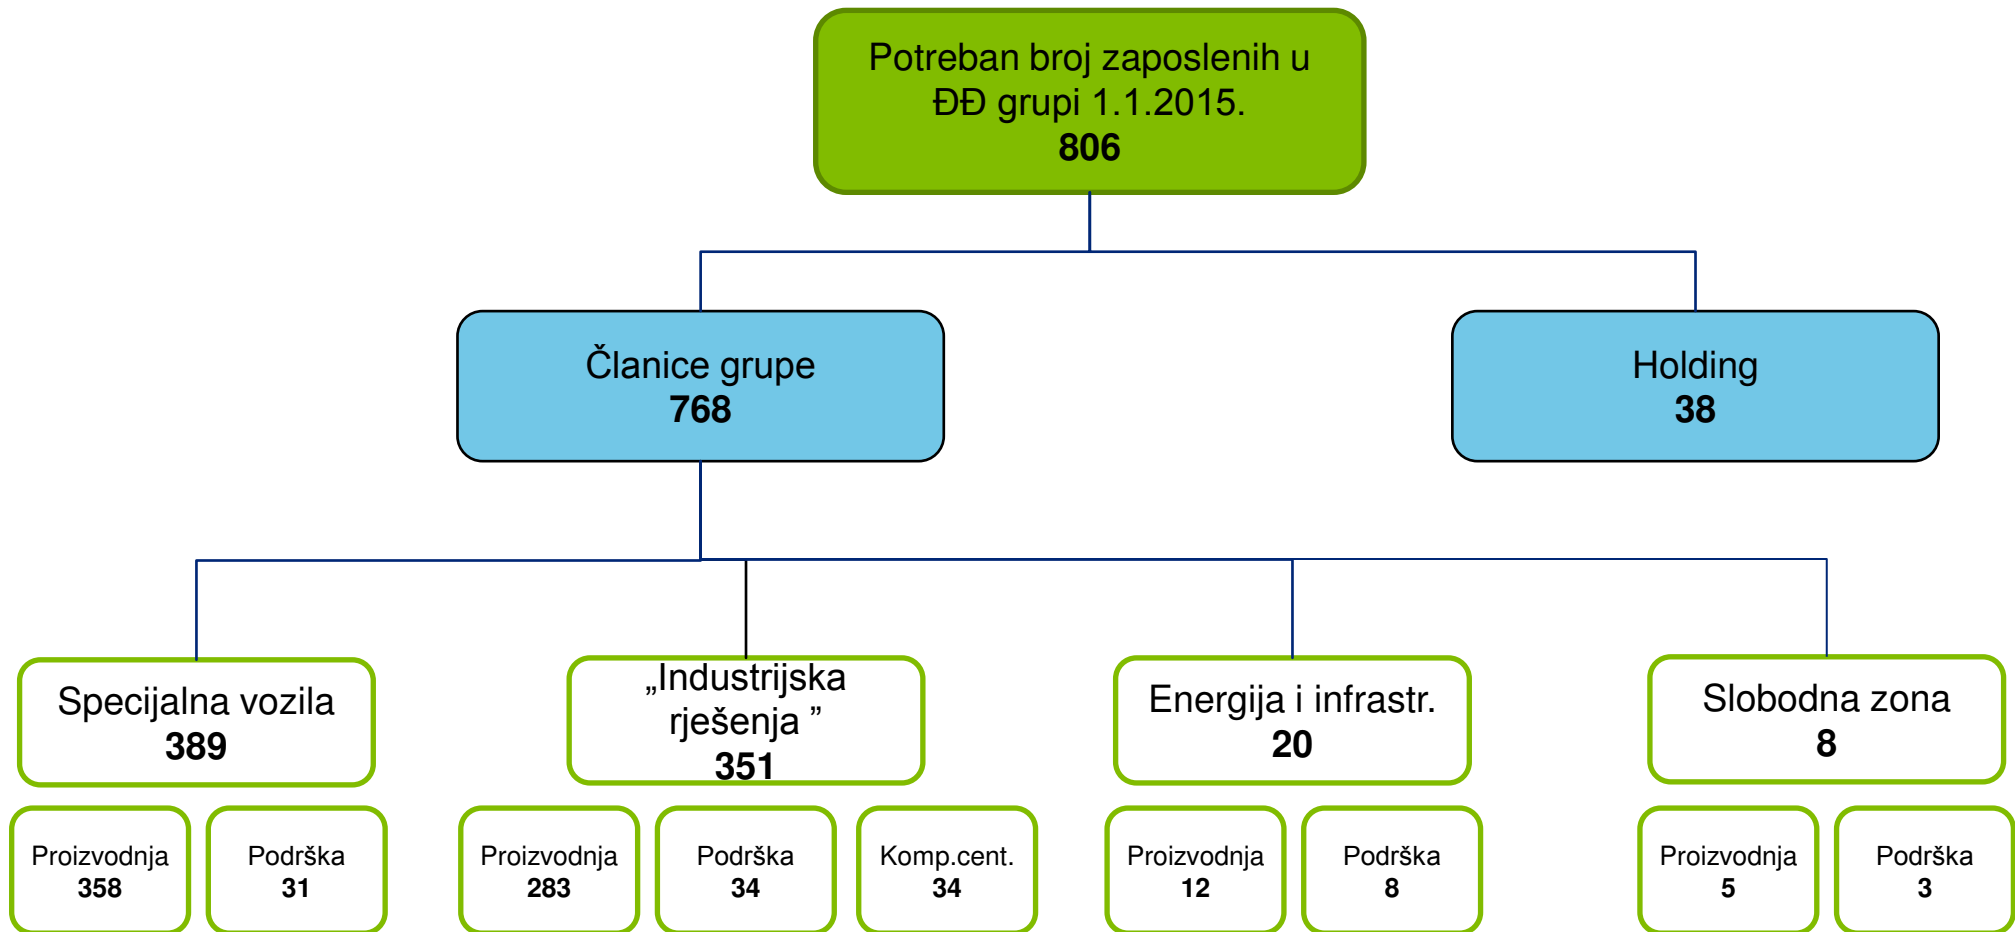 Potreban broj zaposlenih u
ĐĐ grupi 1.1.2015.
806
Članice grupe
768
Holding
38
Specijalna vozila
389
„Industrijska
rješenja ”
351
Energija i infrastr.
20
Slobodna zona
8
Proizvodnja
358
Podrška
31
Proizvodnja
283
Podrška
34
Komp.cent.
34
Proizvodnja
12
Podrška
8
Proizvodnja
5
Podrška
3